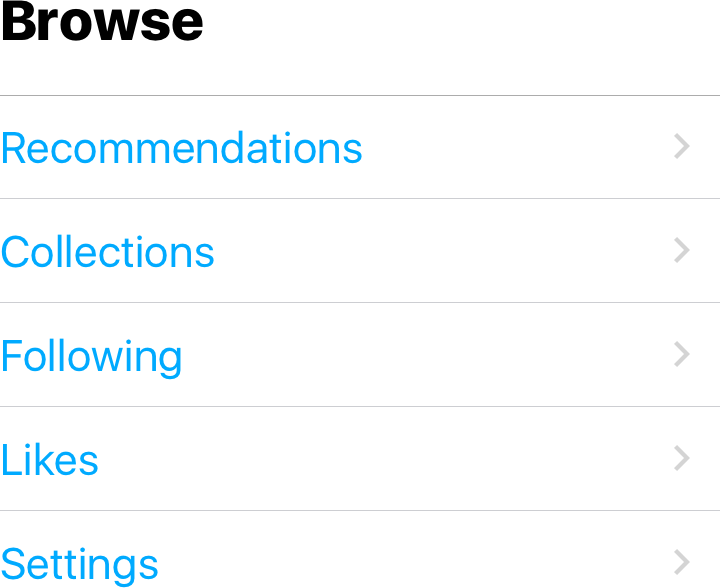 Browse
Recommendations
Collections
Following
Likes
Settings